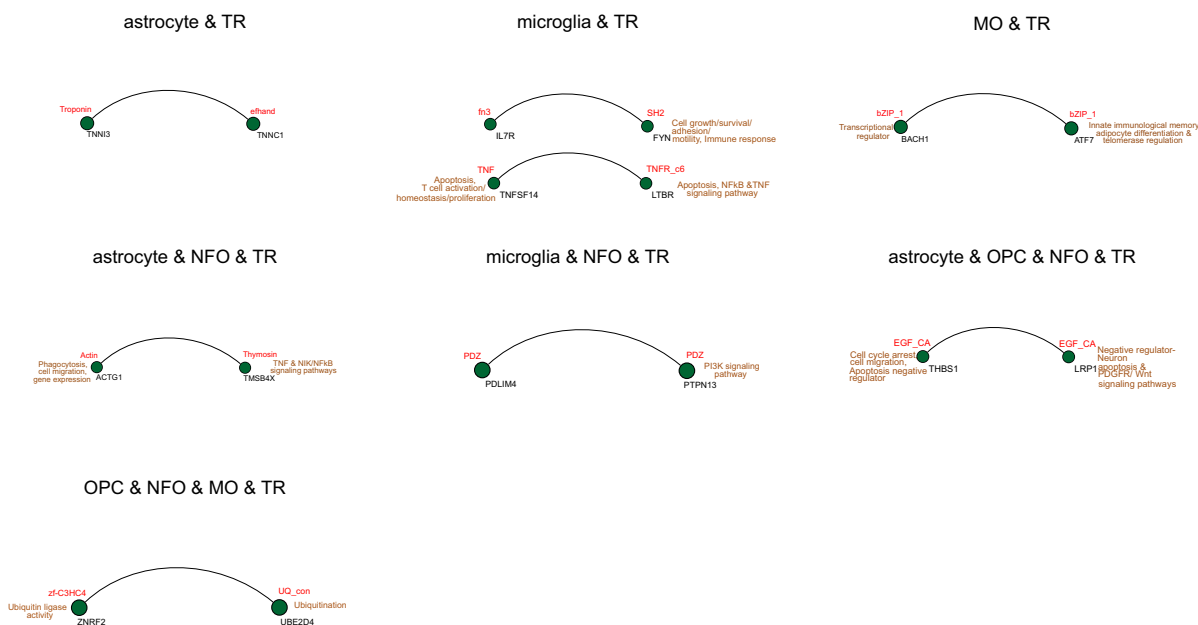 astrocyte & TR
Troponin
TNNI3
efhand
TNNC1
microglia & TR
fn3
IL7R
SH2
FYN
Cell growth/survival/
adhesion/
motility, Immune response
TNF
Apoptosis,
T cell activation/
homeostasis/proliferation
TNFSF14
TNFR_c6
LTBR
Apoptosis, NFkB &TNF
signaling pathway
MO & TR
bZIP_1
Transcriptional
regulator
BACH1
bZIP_1
ATF7
Innate immunological memory
adipocyte differentiation &
telomerase regulation
astrocyte & NFO & TR
Actin
Phagocytosis,
cell migration,
gene expression
ACTG1
Thymosin
TNF & NIK/NFkB
signaling pathways
TMSB4X
microglia & NFO & TR
PDZ
PDLIM4
PDZ
PI3K signaling
pathway
PTPN13
astrocyte & OPC & NFO & TR
EGF_CA
Cell cycle arrest,
cell migration,
Apoptosis negative
regulator
THBS1
EGF_CA
LRP1
Negative regulator-
Neuron
apoptosis &
PDGFR/ Wnt
signaling pathways
OPC & NFO & MO & TR
zf-C3HC4
Ubiquitin ligase
activity
ZNRF2
UQ_con
Ubiquitination
UBE2D4